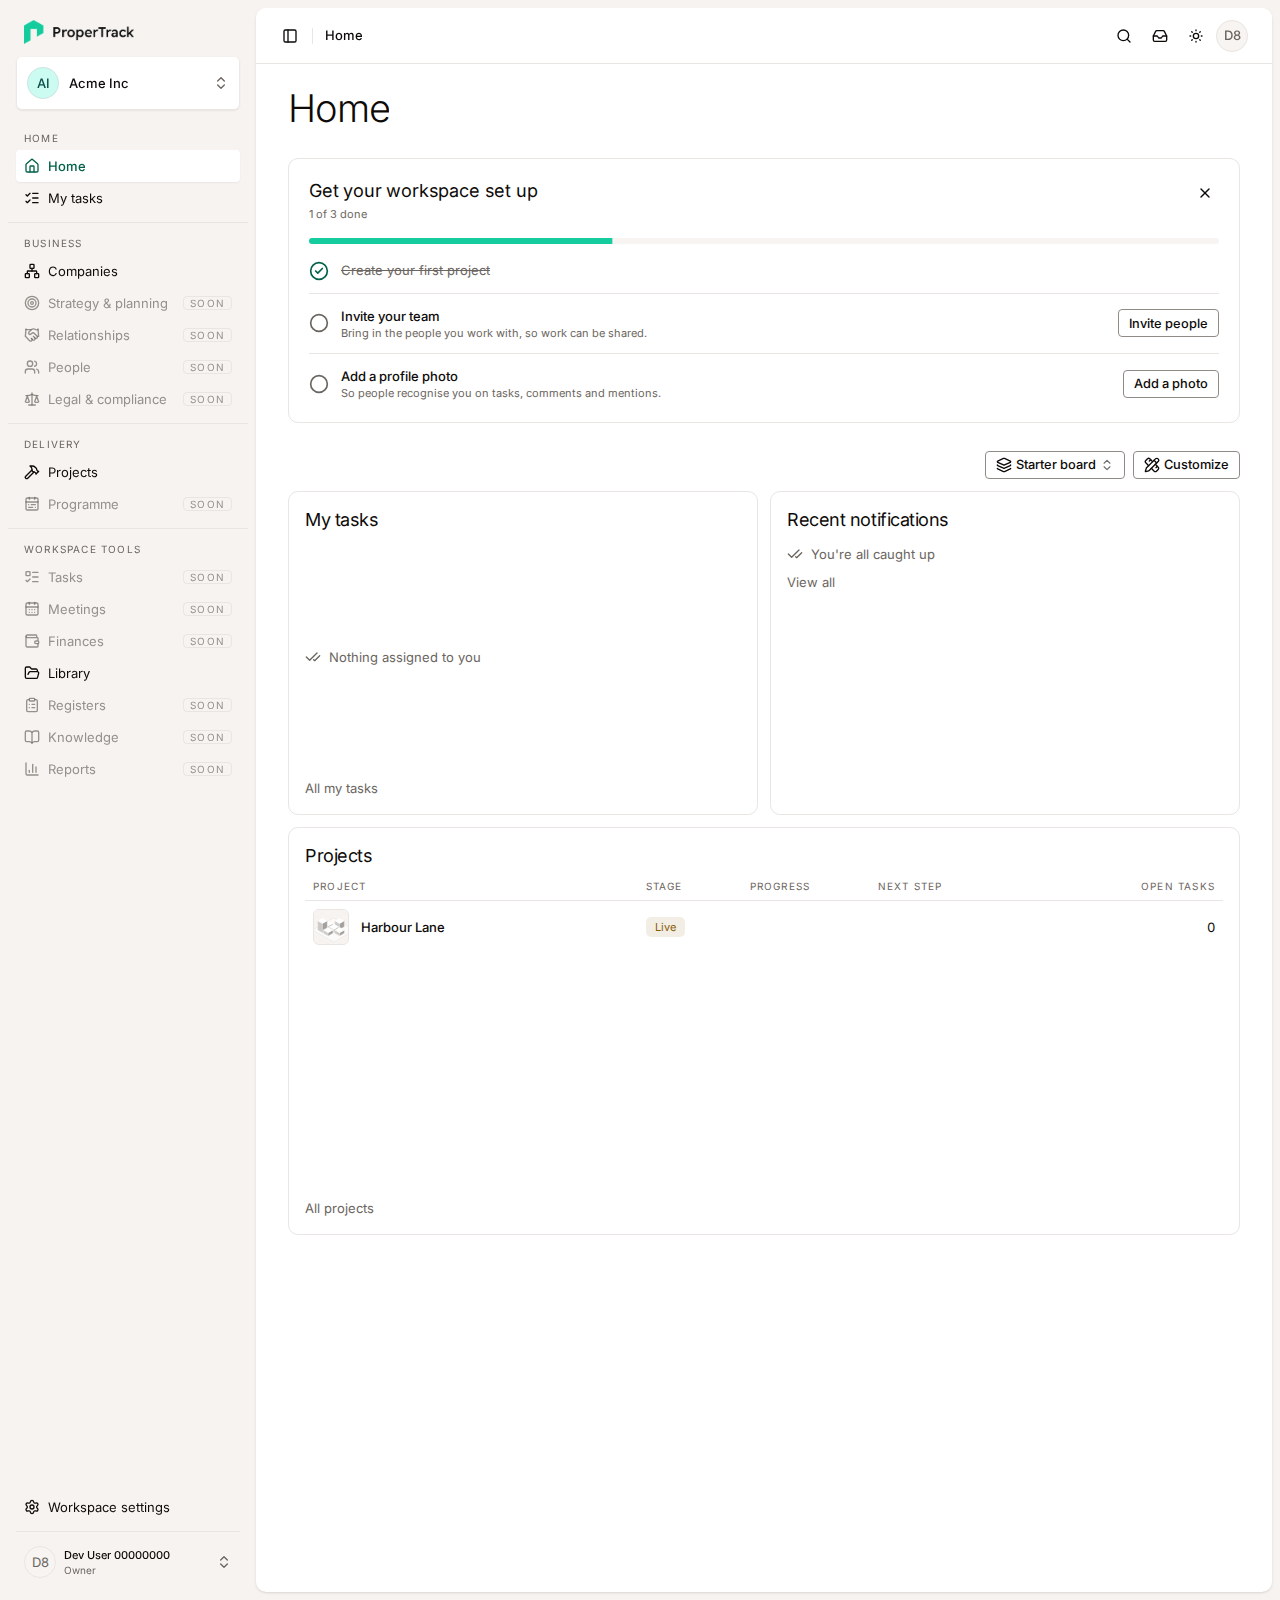 ProperTrack
AI
Acme Inc
HOME
Home
My tasks
BUSINESS
Companies
Strategy & planning SOON
Relationships SOON
People SOON
Legal & compliance SOON
DELIVERY
Projects
Programme SOON
WORKSPACE TOOLS
Tasks SOON
Meetings SOON
Finances SOON
Library
Registers SOON
Knowledge SOON
Reports SOON
Workspace settings
D8
Dev User 00000000
Owner
Home
D8
Home
Get your workspace set up
1 of 3 done
Create your first project
Invite your team
Bring in the people you work with, so work can be shared.
Invite people
Add a profile photo
So people recognise you on tasks, comments and mentions.
Add a photo
Starter board
Customize
My tasks
Nothing assigned to you
All my tasks
Recent notifications
You're all caught up
View all
Projects
PROJECT STAGE PROGRESS NEXT STEP OPEN TASKS
Harbour Lane Live 0
All projects